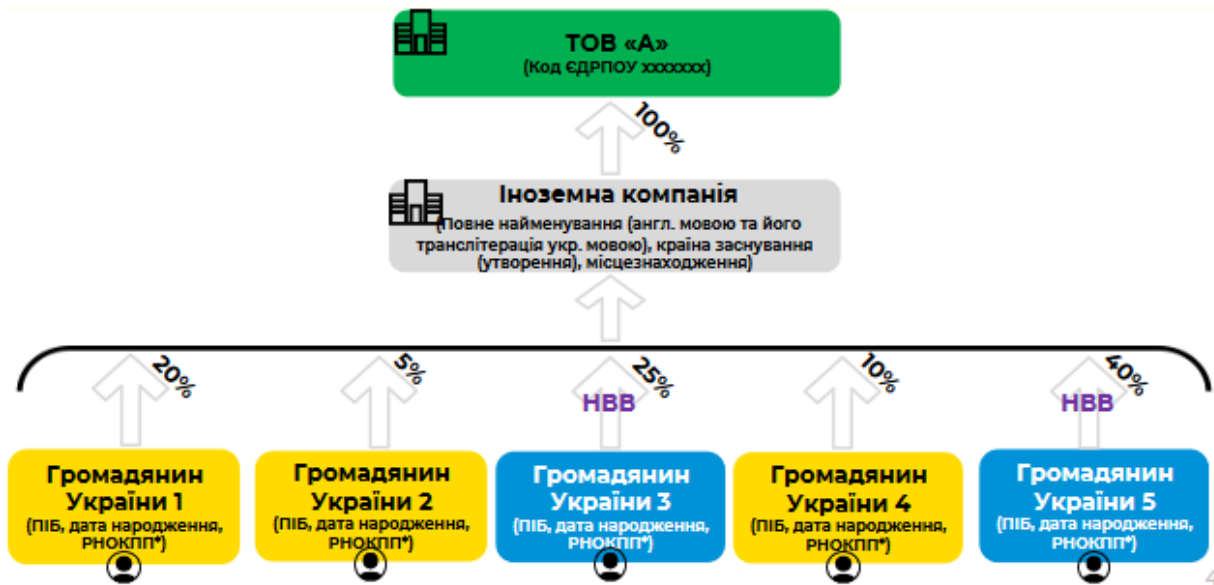 ТОВ «А»
(Код ЄДРПОУ xxxxxxx)
100%
Іноземна компанія
(Повне найменування (англ. мовою та його
транслітерація укр. мовою), країна заснування
(утворення), місцезнаходження)
20%
5%
25%
10%
40%
НВВ
НВВ
Громадянин
України 1
(ПІБ, дата народження,
РНОКПП*)
Громадянин
України 2
(ПІБ, дата народження,
РНОКПП*)
Громадянин
України 3
(ПІБ, дата народження,
РНОКПП*)
Громадянин
України 4
(ПІБ, дата народження,
РНОКПП*)
Громадянин
України 5
(ПІБ, дата народження,
РНОКПП*)